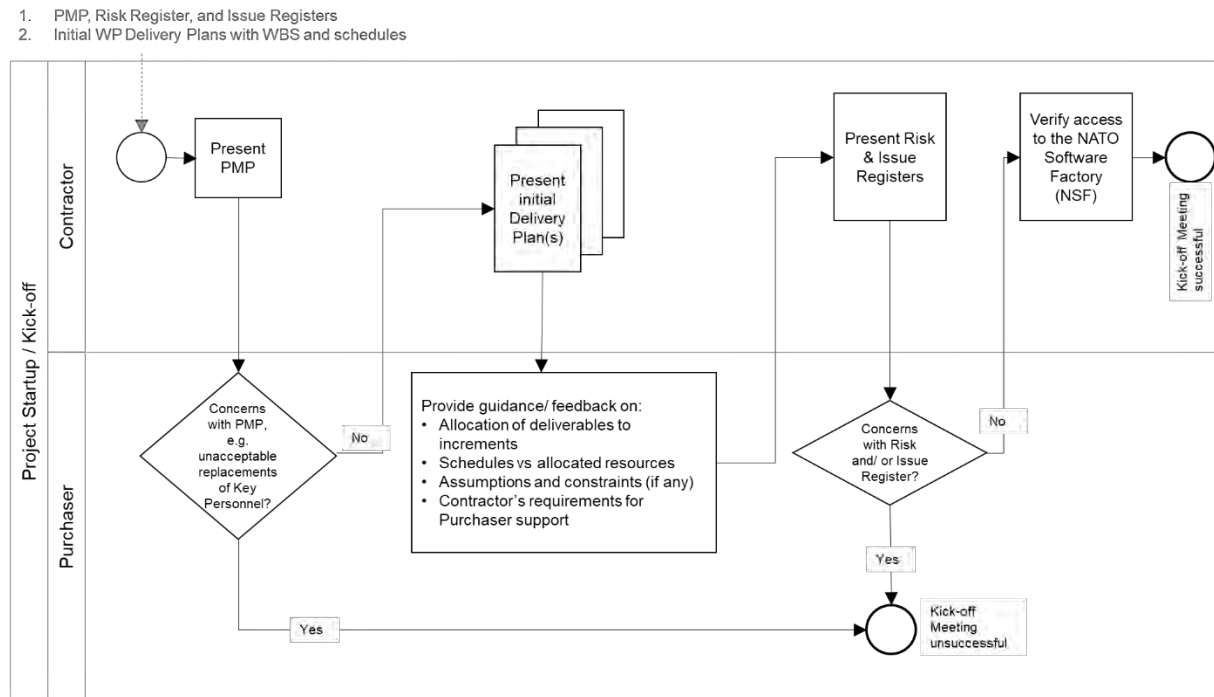 1. PMP, Risk Register, and Issue Registers
2. Initial WP Delivery Plans with WBS and schedules
Project Startup / Kick-off
Contractor
Present
PMP
Present
initial
Delivery
Plan(s)
Present Risk
& Issue
Registers
Verify access
to the NATO
Software
Factory
(NSF)
Kick-off Meeting
successful
Purchaser
Concerns
with PMP,
e.g.
unacceptable
replacements
of Key
Personnel?
No
Provide guidance/ feedback on:
• Allocation of deliverables to
increments
• Schedules vs allocated resources
• Assumptions and constraints (if any)
• Contractor's requirements for
Purchaser support
Concerns
with Risk
and/ or Issue
Register?
No
Yes
Yes
Kick-off
Meeting
unsuccessful